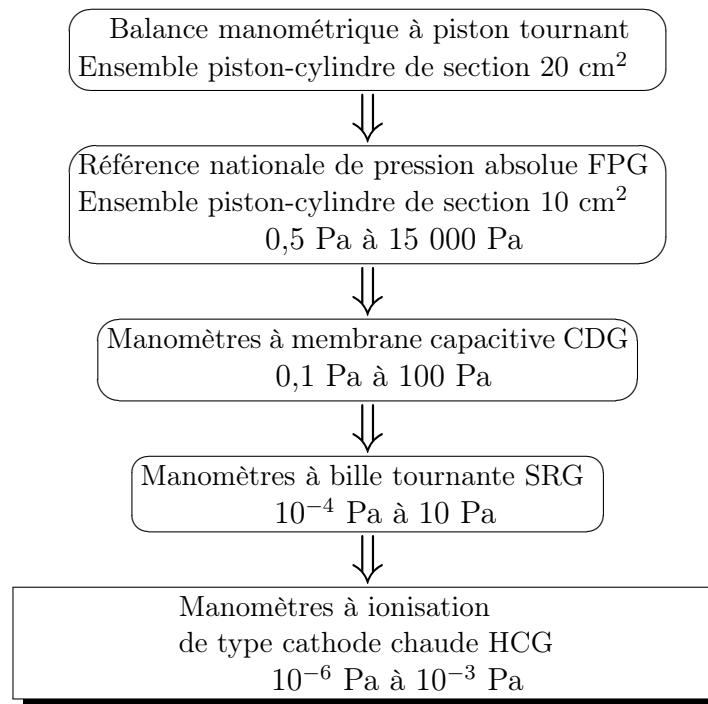 Balance manométrique à piston tournant
Ensemble piston-cylindre de section 20 cm²
Référence nationale de pression absolue FPG
Ensemble piston-cylindre de section 10 cm²
0,5 Pa à 15 000 Pa
Manomètres à membrane capacitive CDG
0,1 Pa à 100 Pa
Manomètres à bille tournante SRG
10⁻⁴ Pa à 10 Pa
Manomètres à ionisation
de type cathode chaude HCG
10⁻⁶ Pa à 10⁻³ Pa